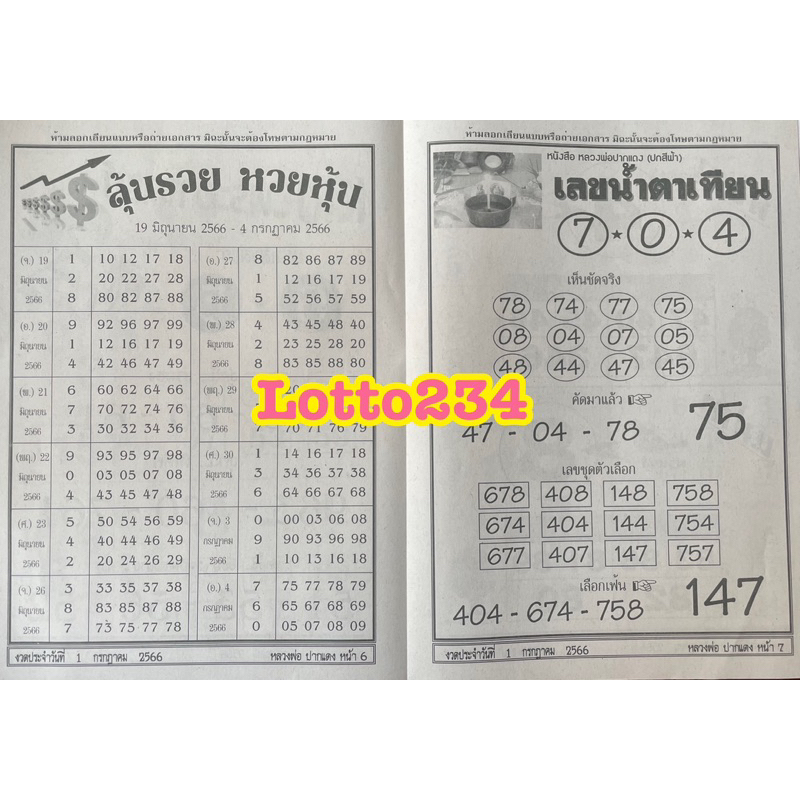 ห้ามลอกเลียนแบบหรือถ่ายเอกสาร มิฉะนั้นจะต้องโทษตามกฎหมาย
ลุ้นรวย หวยหุ้น
19 มิถุนายน 2566 - 4 กรกฎาคม 2566
(จ.) 19 1 10 12 17 18
มิถุนายน 2 20 22 27 28
2566 8 80 82 87 88
(อ.) 20 9 92 96 97 99
มิถุนายน 1 12 16 17 19
2566 4 42 46 47 49
(พ.) 21 6 60 62 64 66
มิถุนายน 7 70 72 74 76
2566 3 30 32 34 36
(พฤ.) 22 9 93 95 97 98
มิถุนายน 0 03 05 07 08
2566 4 43 45 47 48
(ศ.) 23 5 50 54 56 59
มิถุนายน 4 40 44 46 49
2566 2 20 24 26 29
(จ.) 26 3 33 35 37 38
มิถุนายน 8 83 85 87 88
2566 7 73 75 77 78
(อ.) 27 8 82 86 87 89
มิถุนายน 1 12 16 17 19
2566 5 52 56 57 59
(พ.) 28 4 43 45 48 40
มิถุนายน 2 23 25 28 20
2566 8 83 85 88 80
(พฤ.) 29
7 70 71 76 79
(ศ.) 30 1 14 16 17 18
มิถุนายน 3 34 36 37 38
2566 6 64 66 67 68
(จ.) 3 0 00 03 06 08
กรกฎาคม 9 90 93 96 98
2566 1 10 13 16 18
(อ.) 4 7 75 77 78 79
กรกฎาคม 6 65 67 68 69
2566 0 05 07 08 09
งวดประจำวันที่ 1 กรกฎาคม 2566 หลวงพ่อ ปากแดง หน้า 6
Lotto234
ห้ามลอกเลียนแบบหรือถ่ายเอกสาร มิฉะนั้นจะต้องโทษตามกฎหมาย
หนังสือ หลวงพ่อปากแดง (ปกสีฟ้า)
เลขน้ำตาเทียน
7 ★ 0 ★ 4
เห็นชัดจริง
78 74 77 75
08 04 07 05
48 44 47 45
คัดมาแล้ว
47 - 04 - 78 75
เลขชุดตัวเลือก
678 408 148 758
674 404 144 754
677 407 147 757
เลือกเฟ้น
404 - 674 - 758 147
งวดประจำวันที่ 1 กรกฎาคม 2566 หลวงพ่อ ปากแดง หน้า 7